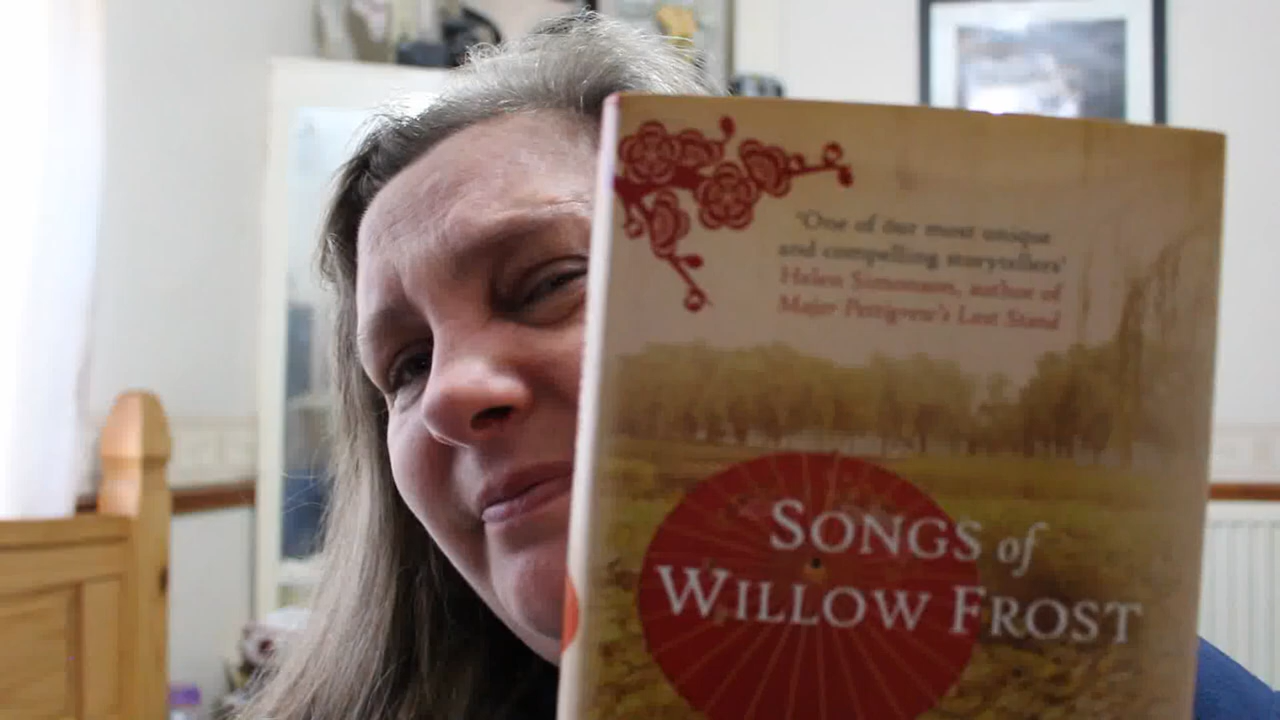 'One of our most unique
and compelling storytellers'
Helen Simonson, author of
Major Pettigrew's Last Stand
SONGS of
WILLOW FROST